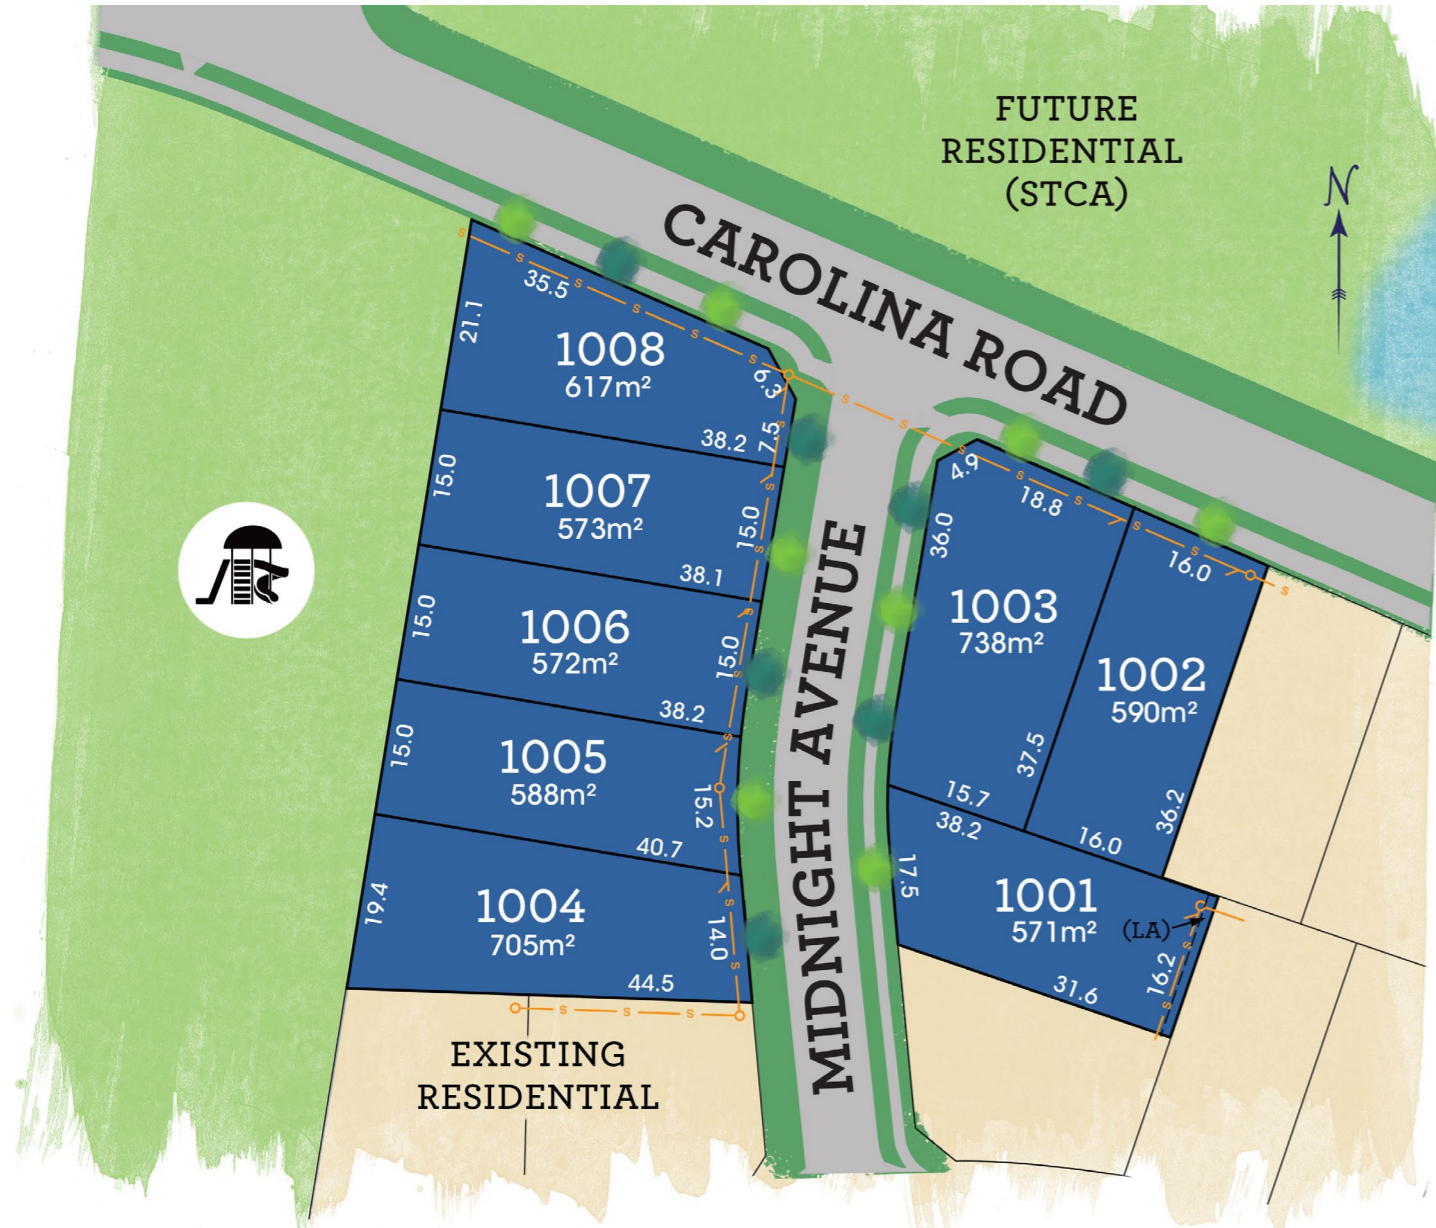 FUTURE
RESIDENTIAL
(STCA)
N
CAROLINA ROAD
35.5
21.1
1008
617m²
6.3
7.5
38.2
15.0
1007
573m²
15.0
38.1
15.0
1006
572m²
15.0
38.2
15.0
1005
588m²
15.2
40.7
19.4
1004
705m²
14.0
44.5
MIDNIGHT AVENUE
4.9
18.8
36.0
1003
738m²
37.5
15.7
16.0
1002
590m²
36.2
16.0
38.2
17.5
1001
571m²
(LA)
16.2
31.6
EXISTING
RESIDENTIAL
s s s s s s s s
s s s s s
s s s s s s s s
s s s
s s